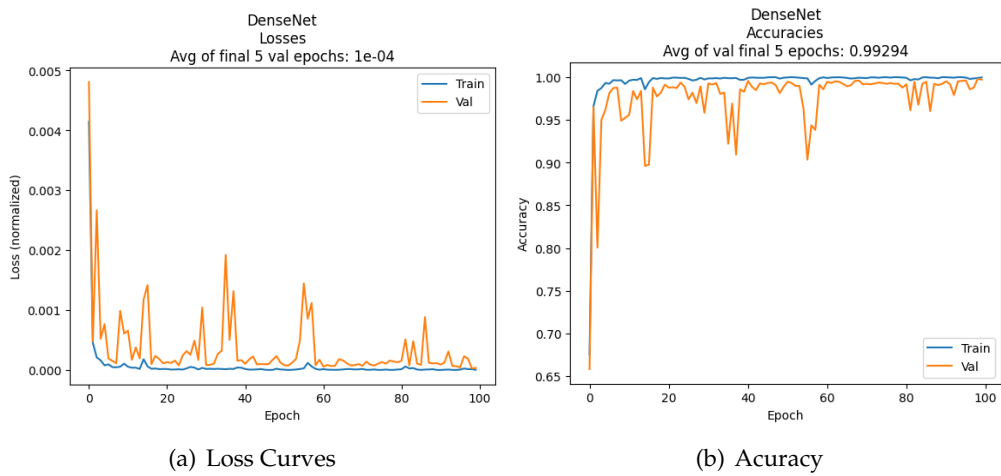 DenseNet
Losses
Avg of final 5 val epochs: 1e-04
0.005
0.004
0.003
0.002
0.001
0.000
Loss (normalized)
0
20
40
60
80
100
Epoch
Train
Val
(a) Loss Curves
DenseNet
Accuracies
Avg of val final 5 epochs: 0.99294
1.00
0.95
0.90
0.85
0.80
0.75
0.70
0.65
Accuracy
0
20
40
60
80
100
Epoch
Train
Val
(b) Acuracy